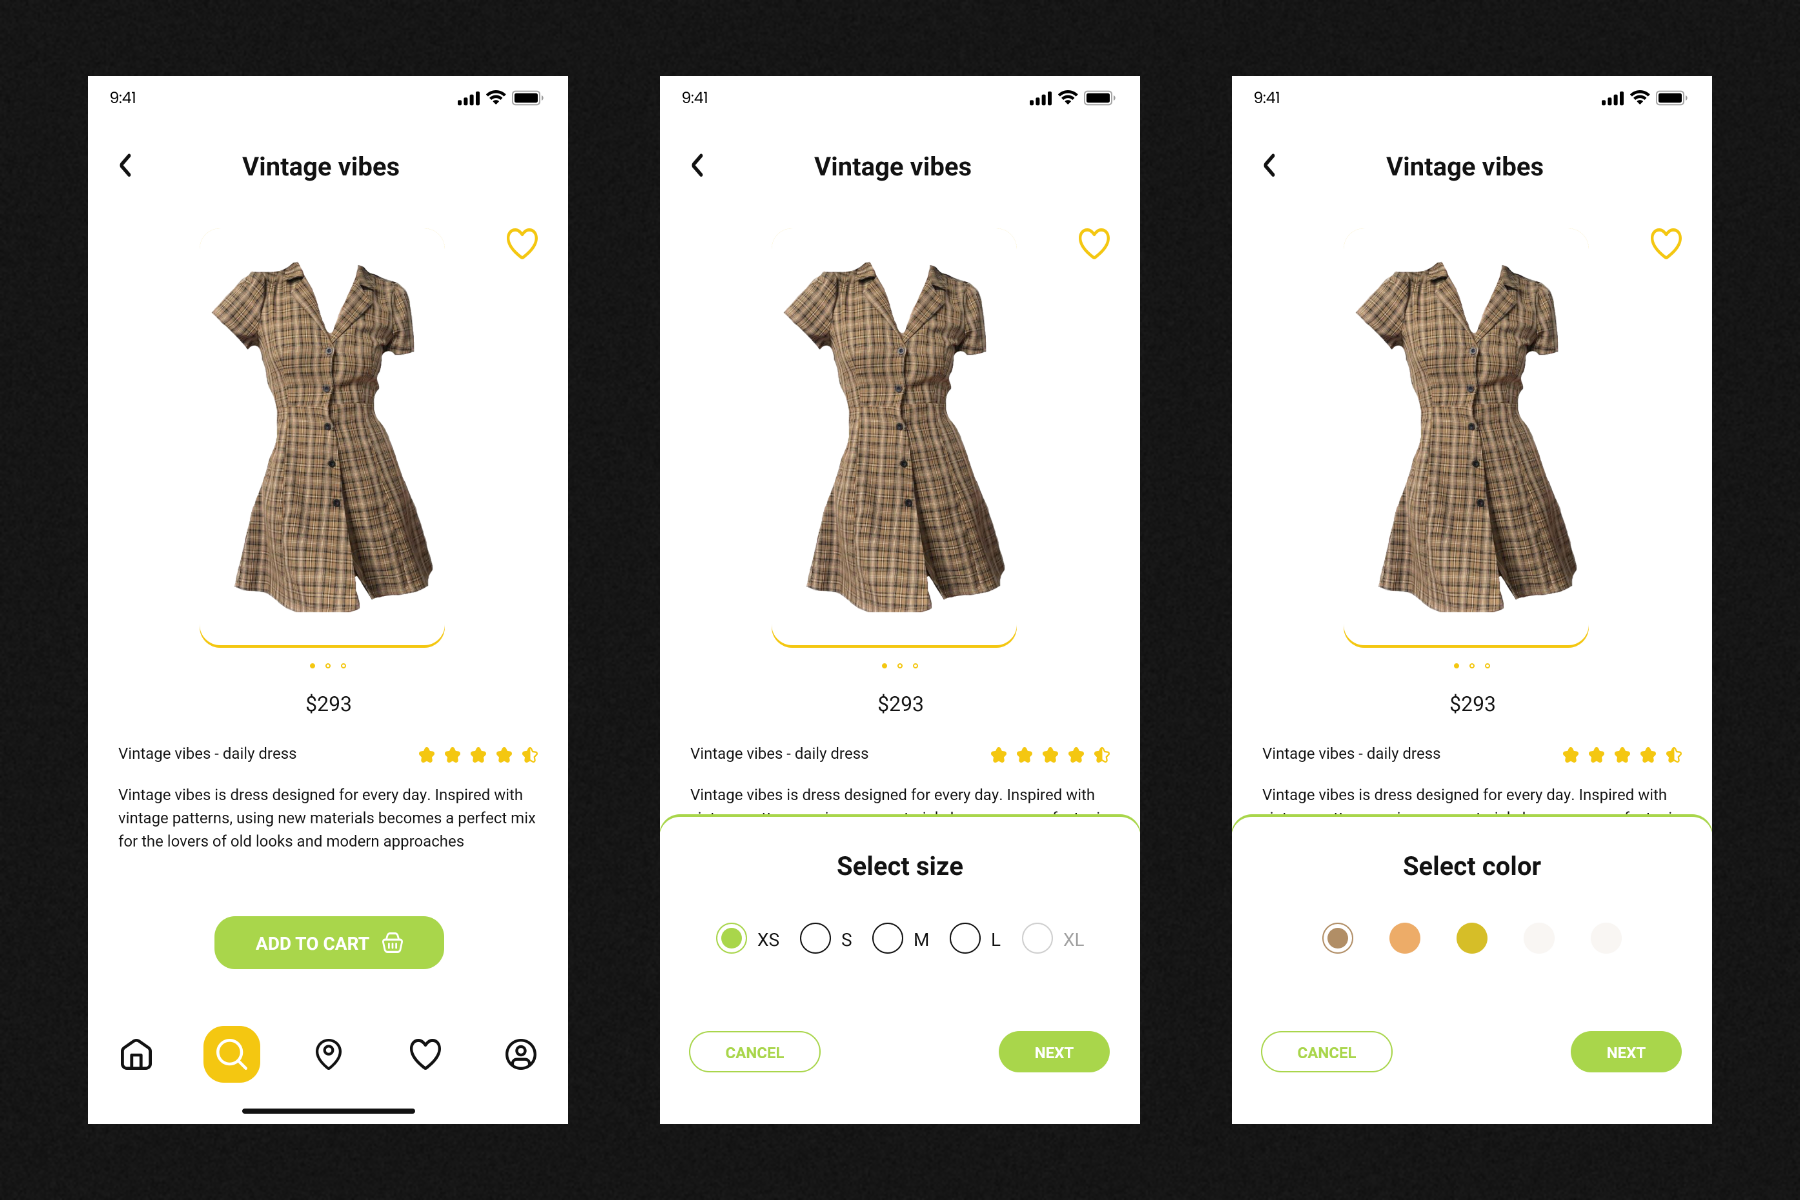 9:41
Vintage vibes
$293
Vintage vibes - daily dress
Vintage vibes is dress designed for every day. Inspired with
vintage patterns, using new materials becomes a perfect mix
for the lovers of old looks and modern approaches
ADD TO CART
9:41
Vintage vibes
$293
Vintage vibes - daily dress
Vintage vibes is dress designed for every day. Inspired with
Select size
XS S M L XL
CANCEL NEXT
9:41
Vintage vibes
$293
Vintage vibes - daily dress
Vintage vibes is dress designed for every day. Inspired with
Select color
CANCEL NEXT